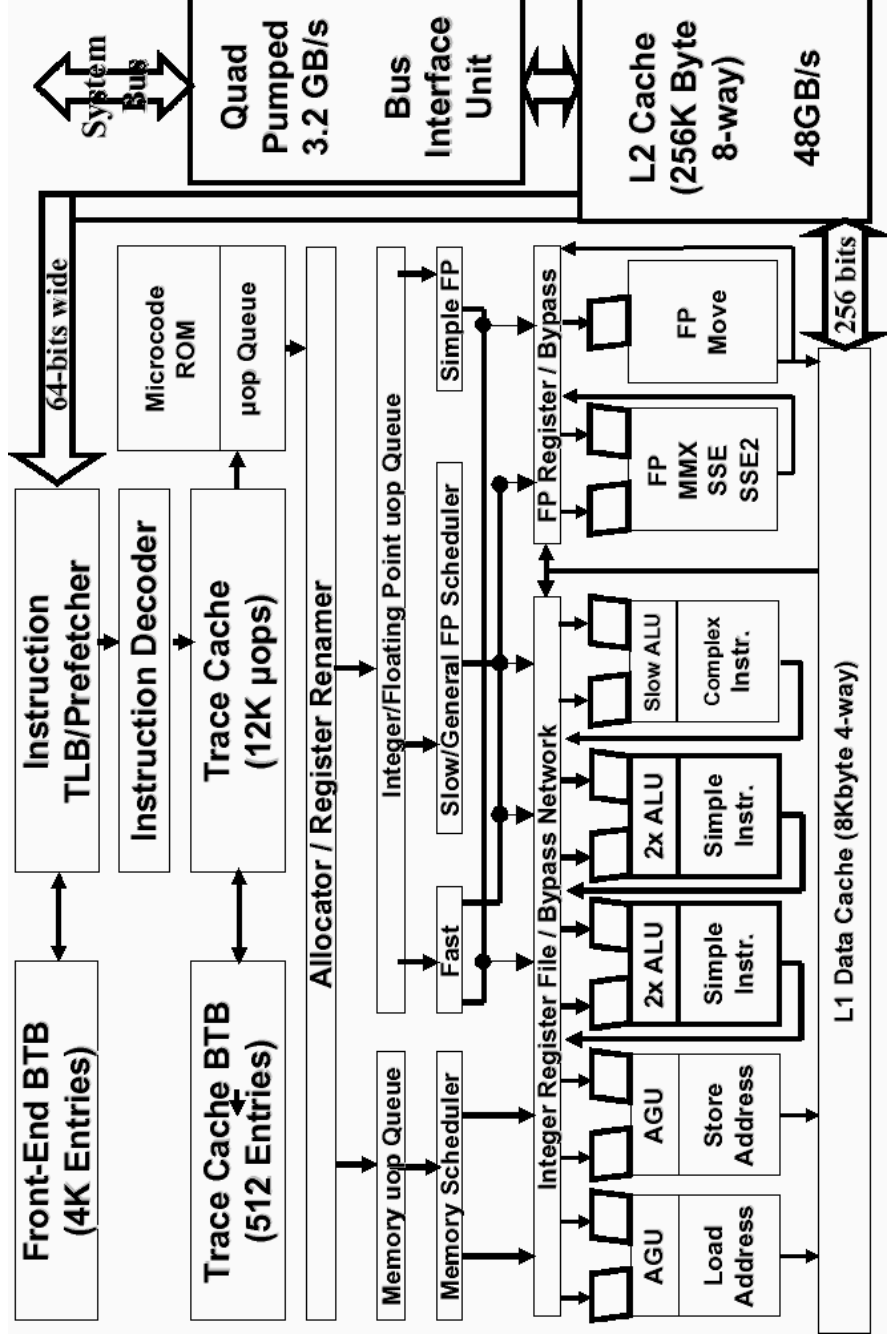 Front-End BTB
(4K Entries)
Instruction
TLB/Prefetcher
64-bits wide
System
Bus
Instruction Decoder
Microcode
ROM
µop Queue
Trace Cache BTB
(512 Entries)
Trace Cache
(12K µops)
Quad
Pumped
3.2 GB/s
Bus
Interface
Unit
Allocator / Register Renamer
Memory uop Queue
Integer/Floating Point uop Queue
Memory Scheduler
Fast
Slow/General FP Scheduler
Simple FP
Integer Register File / Bypass Network
FP Register / Bypass
AGU
Load
Address
AGU
Store
Address
2x ALU
Simple
Instr.
2x ALU
Simple
Instr.
Slow ALU
Complex
Instr.
FP
MMX
SSE
SSE2
FP
Move
L2 Cache
(256K Byte
8-way)
48GB/s
256 bits
L1 Data Cache (8Kbyte 4-way)